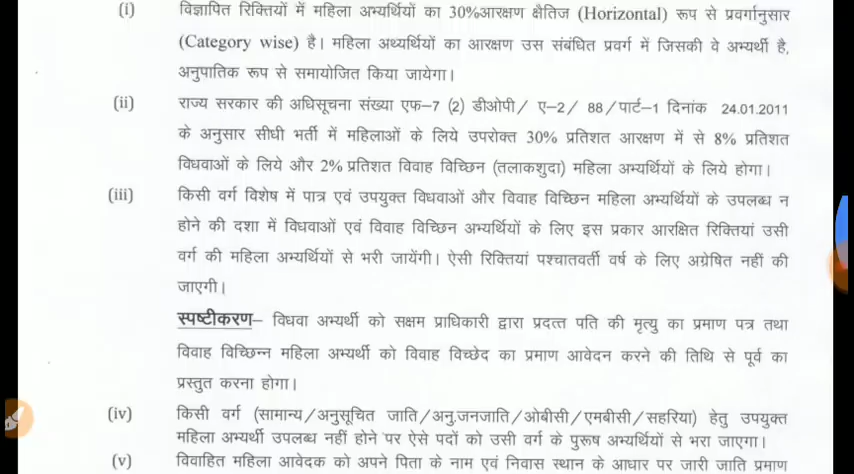 (i) विज्ञापित रिक्तियों में महिला अभ्यर्थियों का 30%आरक्षण क्षैतिज (Horizontal) रूप से प्रवर्गानुसार
(Category wise) है। महिला अथ्यर्थियों का आरक्षण उस संबंधित प्रवर्ग में जिसकी वे अभ्यर्थी है,
अनुपातिक रूप से समायोजित किया जायेगा।
(ii) राज्य सरकार की अधिसूचना संख्या एफ–7 (2) डीओपी/ ए–2/ 88/पार्ट–1 दिनांक 24.01.2011
के अनुसार सीधी भर्ती में महिलाओं के लिये उपरोक्त 30% प्रतिशत आरक्षण में से 8% प्रतिशत
विधवाओं के लिये और 2% प्रतिशत विवाह विच्छिन (तलाकशुदा) महिला अभ्यर्थियों के लिये होगा।
(iii) किसी वर्ग विशेष में पात्र एवं उपयुक्त विधवाओं और विवाह विच्छिन महिला अभ्यर्थियों के उपलब्ध न
होने की दशा में विधवाओं एवं विवाह विच्छिन अभ्यर्थियों के लिए इस प्रकार आरक्षित रिक्तियां उसी
वर्ग की महिला अभ्यर्थियों से भरी जायेंगी। ऐसी रिक्तियां पश्चातवर्ती वर्ष के लिए अग्रेषित नहीं की
जाएगी।
स्पष्टीकरण– विधवा अभ्यर्थी को सक्षम प्राधिकारी द्वारा प्रदत्त पति की मृत्यु का प्रमाण पत्र तथा
विवाह विच्छिन्न महिला अभ्यर्थी को विवाह विच्छेद का प्रमाण आवेदन करने की तिथि से पूर्व का
प्रस्तुत करना होगा।
(iv) किसी वर्ग (सामान्य/अनुसूचित जाति/अनु.जनजाति/ओबीसी/एमबीसी/सहरिया) हेतु उपयुक्त
महिला अभ्यर्थी उपलब्ध नहीं होने पर ऐसे पदों को उसी वर्ग के पुरूष अभ्यर्थियों से भरा जाएगा।
(v) विवाहित महिला आवेदक को अपने पिता के नाम एवं निवास स्थान के आधार पर जारी जाति प्रमाण